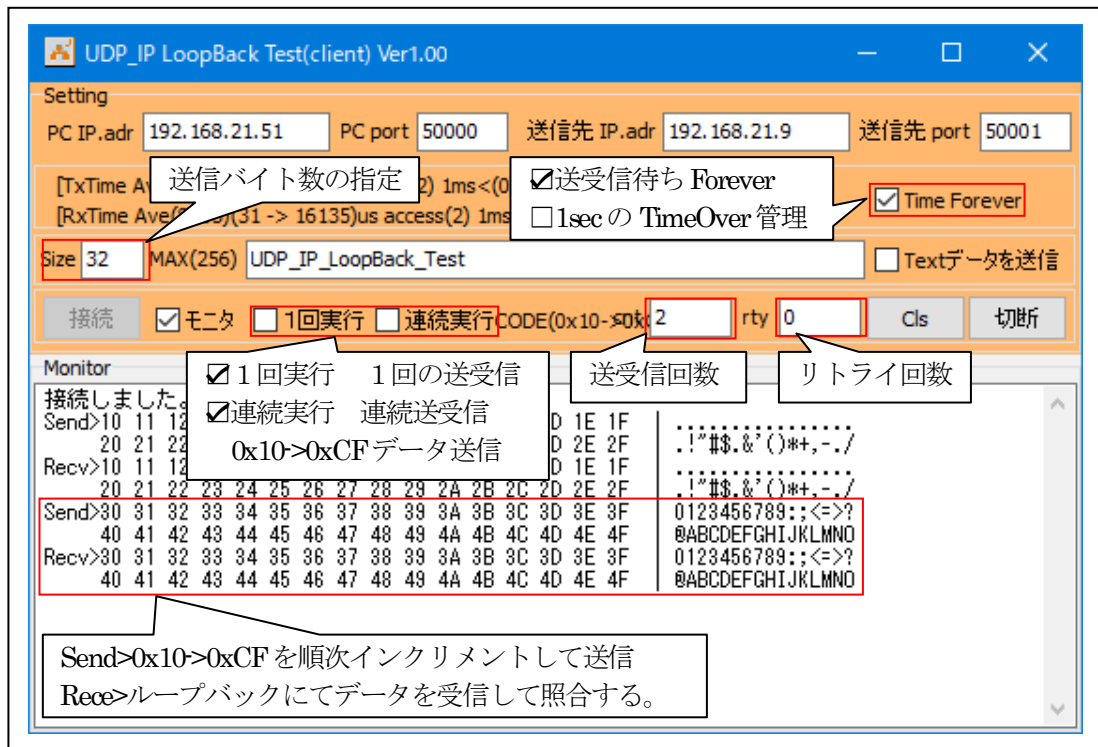 UDP_IP LoopBack Test(client) Ver1.00
Setting
PC IP.adr 192.168.21.51 PC port 50000 送信先 IP.adr 192.168.21.9 送信先 port 50001
送信バイト数の指定
☑送受信待ち Forever
□1sec の TimeOver 管理
[TxTime 2) 1ms<(0
[RxTime Ave (31 -> 16135)us access(2) 1ms
Time Forever
Size 32 MAX(256) UDP_IP_LoopBack_Test Textデータを送信
接続 モニタ 1回実行 連続実行 CODE(0x10-> 2 rty 0 Cls 切断
☑１回実行 １回の送受信
☑連続実行 連続送受信
0x10->0xCF データ送信
送受信回数
リトライ回数
Monitor
接続しました。
Send>10 11 12 D 1E 1F ................
20 21 22 D 2E 2F .!"#$.&'()*+,-./
Recv>10 11 12 D 1E 1F ................
20 21 22 23 24 25 26 27 28 29 2A 2B 2C 2D 2E 2F .!"#$.&'()*+,-./
Send>30 31 32 33 34 35 36 37 38 39 3A 3B 3C 3D 3E 3F 0123456789:;<=>?
40 41 42 43 44 45 46 47 48 49 4A 4B 4C 4D 4E 4F @ABCDEFGHIJKLMNO
Recv>30 31 32 33 34 35 36 37 38 39 3A 3B 3C 3D 3E 3F 0123456789:;<=>?
40 41 42 43 44 45 46 47 48 49 4A 4B 4C 4D 4E 4F @ABCDEFGHIJKLMNO
Send>0x10->0xCF を順次インクリメントして送信
Rece>ループバックにてデータを受信して照合する。